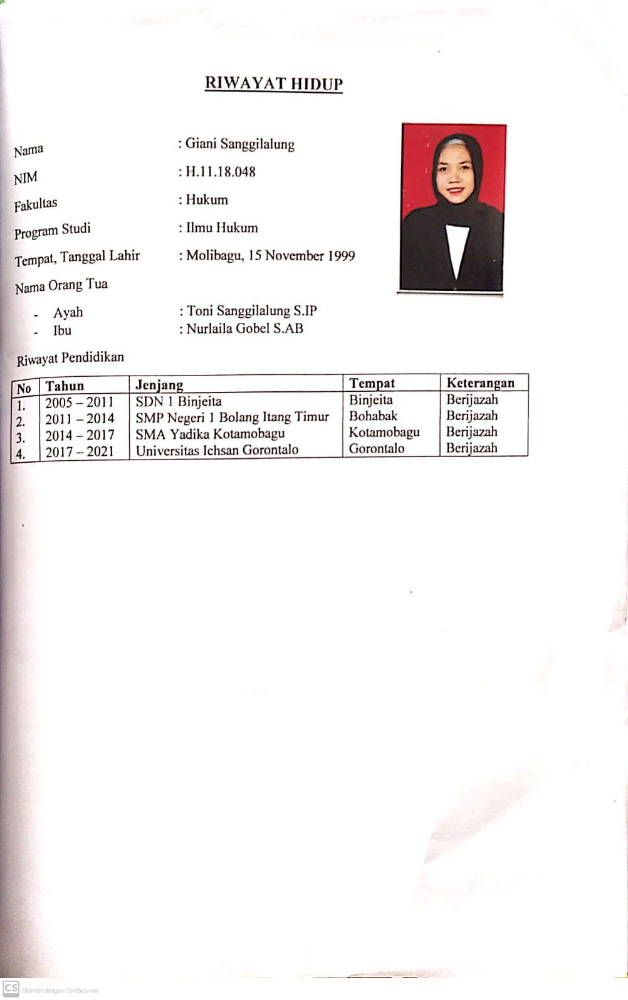 RIWAYAT HIDUP
Nama : Giani Sanggilalung
NIM : H.11.18.048
Fakultas : Hukum
Program Studi : Ilmu Hukum
Tempat, Tanggal Lahir : Molibagu, 15 November 1999
Nama Orang Tua
- Ayah : Toni Sanggilalung S.IP
- Ibu : Nurlaila Gobel S.AB
Riwayat Pendidikan
No Tahun Jenjang Tempat Keterangan
1. 2005 – 2011 SDN 1 Binjeita Binjeita Berijazah
2. 2011 – 2014 SMP Negeri 1 Bolang Itang Timur Bohabak Berijazah
3. 2014 – 2017 SMA Yadika Kotamobagu Kotamobagu Berijazah
4. 2017 – 2021 Universitas Ichsan Gorontalo Gorontalo Berijazah
CS Dipindai dengan CamScanner